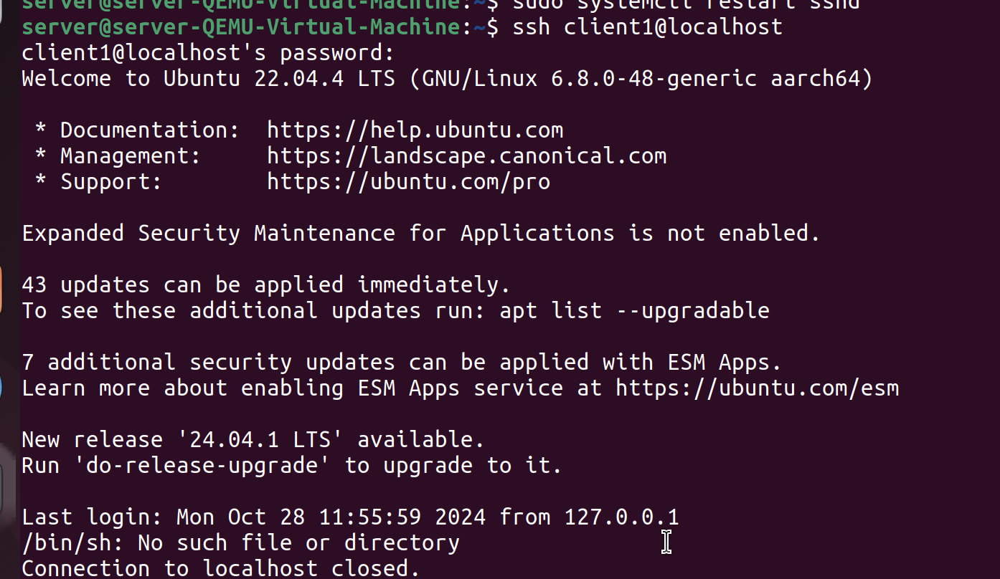 server@server-QEMU-Virtual-Machine:~$ sudo systemctl restart sshd
server@server-QEMU-Virtual-Machine:~$ ssh client1@localhost
client1@localhost's password:
Welcome to Ubuntu 22.04.4 LTS (GNU/Linux 6.8.0-48-generic aarch64)
* Documentation:  https://help.ubuntu.com
* Management:     https://landscape.canonical.com
* Support:        https://ubuntu.com/pro
Expanded Security Maintenance for Applications is not enabled.
43 updates can be applied immediately.
To see these additional updates run: apt list --upgradable
7 additional security updates can be applied with ESM Apps.
Learn more about enabling ESM Apps service at https://ubuntu.com/esm
New release '24.04.1 LTS' available.
Run 'do-release-upgrade' to upgrade to it.
Last login: Mon Oct 28 11:55:59 2024 from 127.0.0.1
/bin/sh: No such file or directory
Connection to localhost closed.